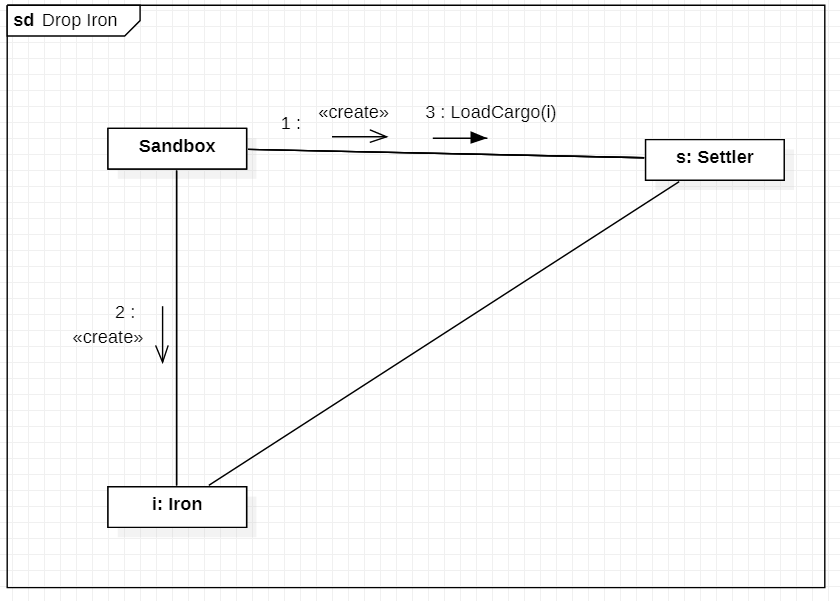 sd Drop Iron
1 :
«create»
3 : LoadCargo(i)
Sandbox
s: Settler
2 :
«create»
i: Iron